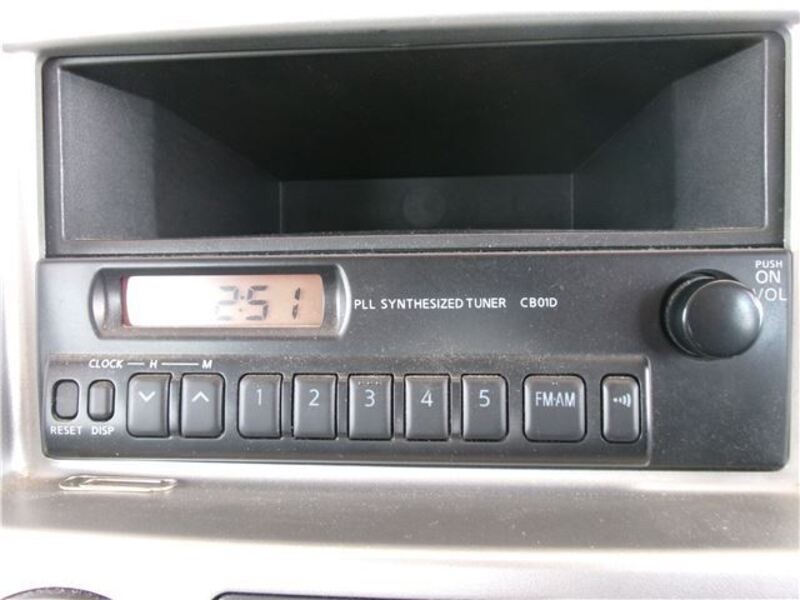 PUSH
ON
VOL
2:51
PLL SYNTHESIZED TUNER CB01D
CLOCK H M
1 2 3 4 5 FM·AM
RESET DISP